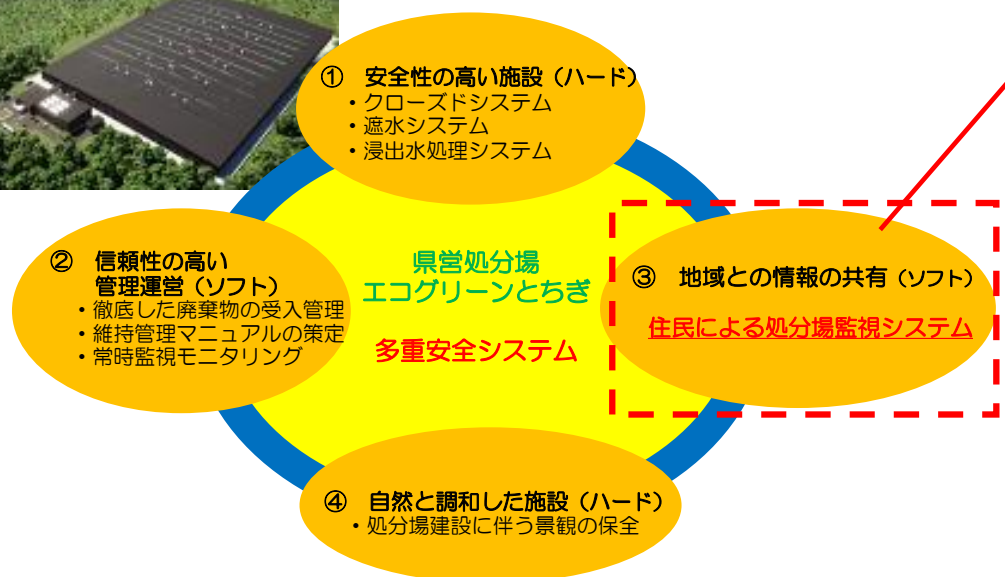 ① 安全性の高い施設（ハード）
・クローズドシステム
・遮水システム
・浸出水処理システム
② 信頼性の高い
管理運営（ソフト）
・徹底した廃棄物の受入管理
・維持管理マニュアルの策定
・常時監視モニタリング
県営処分場
エコグリーンとちぎ
多重安全システム
③ 地域との情報の共有（ソフト）
住民による処分場監視システム
④ 自然と調和した施設（ハード）
・処分場建設に伴う景観の保全